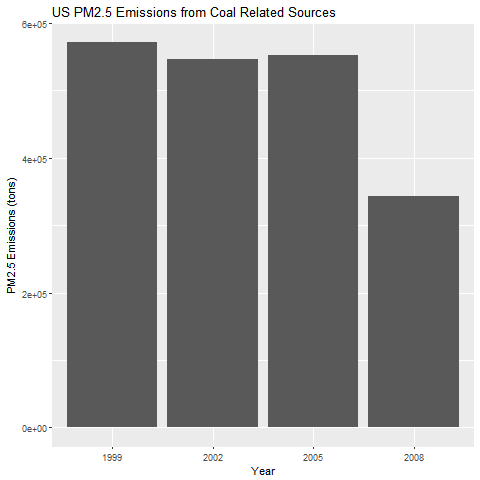 US PM2.5 Emissions from Coal Related Sources
PM2.5 Emissions (tons)
6e+05
4e+05
2e+05
0e+00
1999 2002 2005 2008
Year